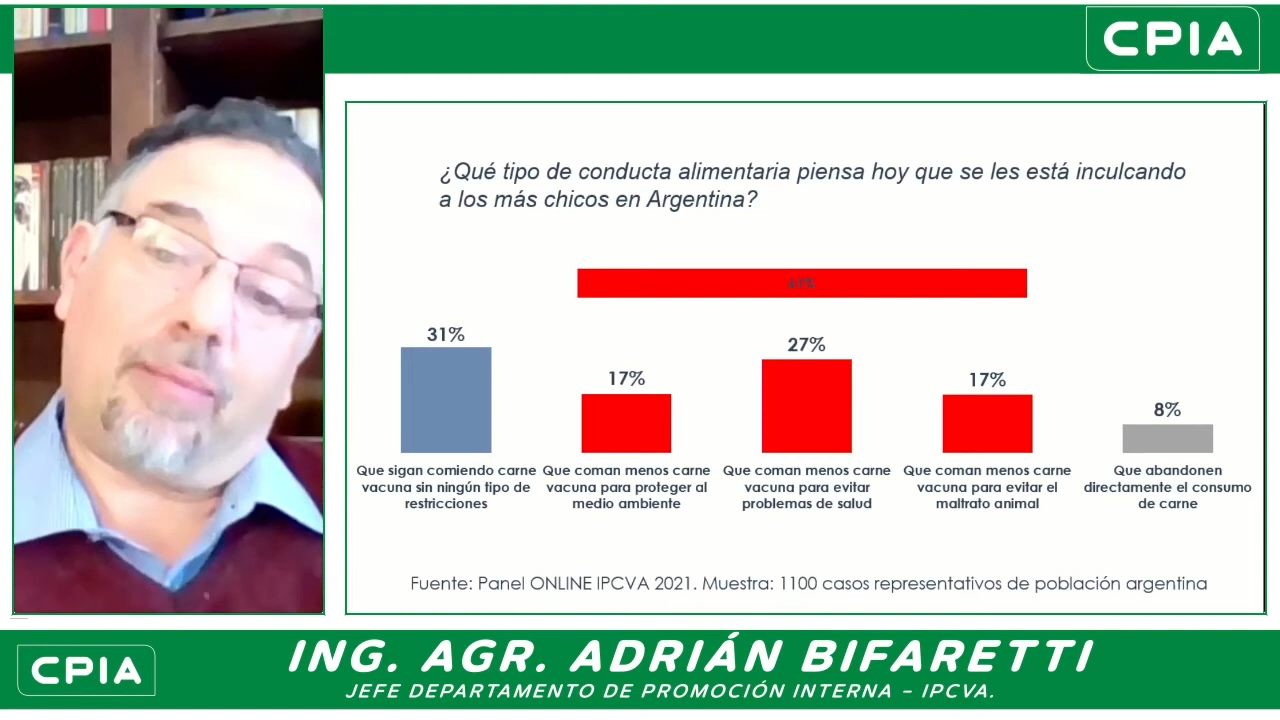 CPIA
¿Qué tipo de conducta alimentaria piensa hoy que se les está inculcando
a los más chicos en Argentina?
61%
31%
17%
27%
17%
8%
Que sigan comiendo carne
vacuna sin ningún tipo de
restricciones
Que coman menos carne
vacuna para proteger al
medio ambiente
Que coman menos carne
vacuna para evitar
problemas de salud
Que coman menos carne
vacuna para evitar el
maltrato animal
Que abandonen
directamente el consumo
de carne
Fuente: Panel ONLINE IPCVA 2021. Muestra: 1100 casos representativos de población argentina
CPIA
ING. AGR. ADRIÁN BIFARETTI
JEFE DEPARTAMENTO DE PROMOCIÓN INTERNA - IPCVA.